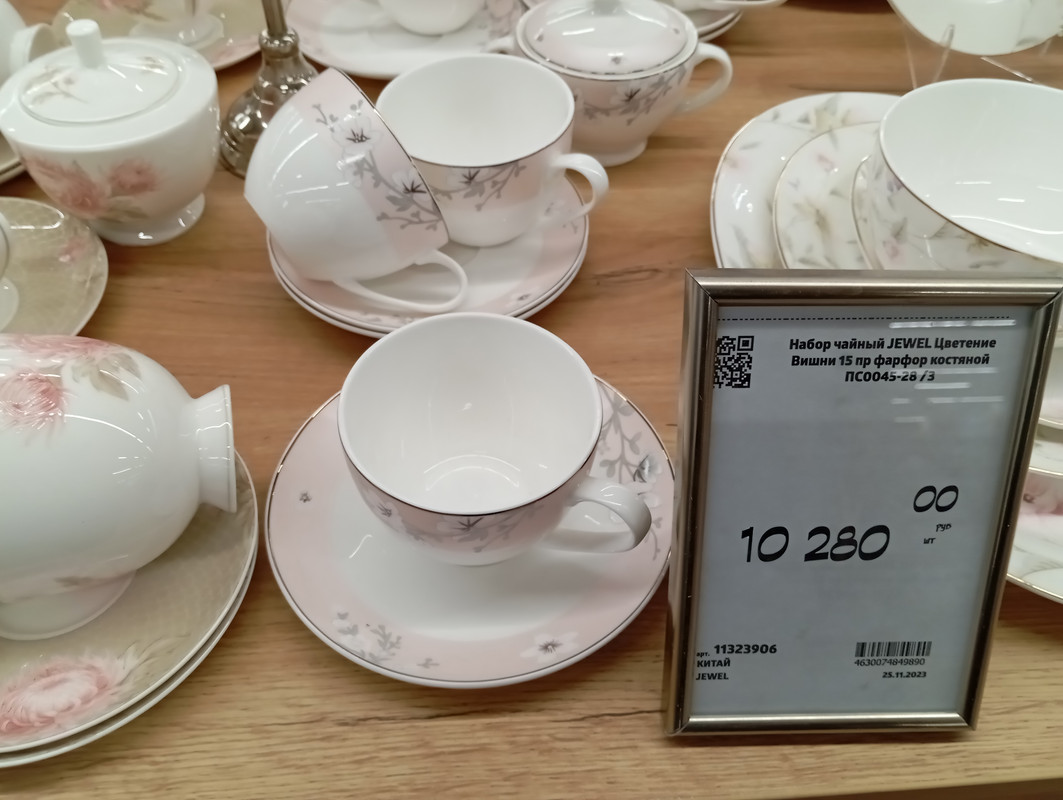 Набор чайный JEWEL Цветение
Вишни 15 пр фарфор костяной
ПС0045-28 /3
10 280 00
руб
шт
арт. 11323906
КИТАЙ
JEWEL
4630074849890
25.11.2023